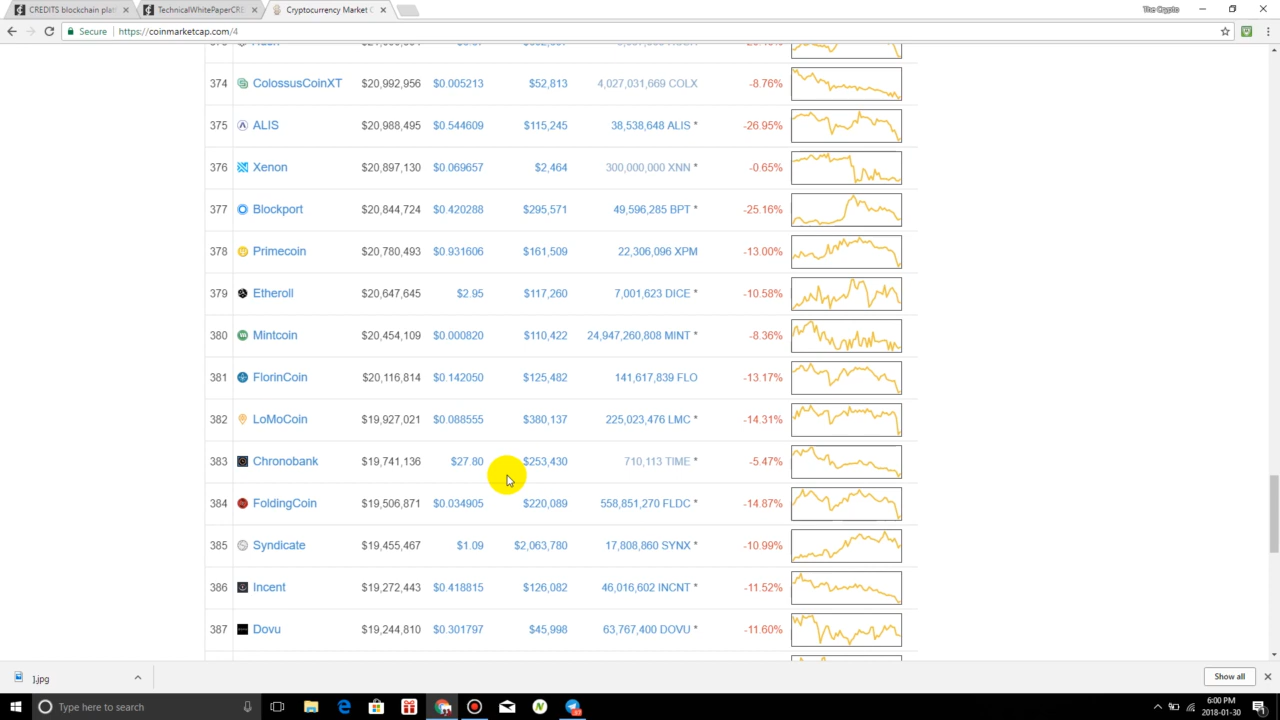 CREDITS blockchain plat
TechnicalWhitePaperCRE
Cryptocurrency Market C
The Crypto
Secure
https://coinmarketcap.com/4
374 ColossusCoinXT $20,992,956 $0.005213 $52,813 4,027,031,669 COLX -8.76%
375 ALIS $20,988,495 $0.544609 $115,245 38,538,648 ALIS * -26.95%
376 Xenon $20,897,130 $0.069657 $2,464 300,000,000 XNN * -0.65%
377 Blockport $20,844,724 $0.420288 $295,571 49,596,285 BPT * -25.16%
378 Primecoin $20,780,493 $0.931606 $161,509 22,306,096 XPM -13.00%
379 Etheroll $20,647,645 $2.95 $117,260 7,001,623 DICE * -10.58%
380 Mintcoin $20,454,109 $0.000820 $110,422 24,947,260,808 MINT * -8.36%
381 FlorinCoin $20,116,814 $0.142050 $125,482 141,617,839 FLO -13.17%
382 LoMoCoin $19,927,021 $0.088555 $380,137 225,023,476 LMC * -14.31%
383 Chronobank $19,741,136 $27.80 $253,430 710,113 TIME * -5.47%
384 FoldingCoin $19,506,871 $0.034905 $220,089 558,851,270 FLDC * -14.87%
385 Syndicate $19,455,467 $1.09 $2,063,780 17,808,860 SYNX * -10.99%
386 Incent $19,272,443 $0.418815 $126,082 46,016,602 INCNT * -11.52%
387 Dovu $19,244,810 $0.301797 $45,998 63,767,400 DOVU * -11.60%
].jpg
Show all
Type here to search
37
6:00 PM
2018-01-30
1